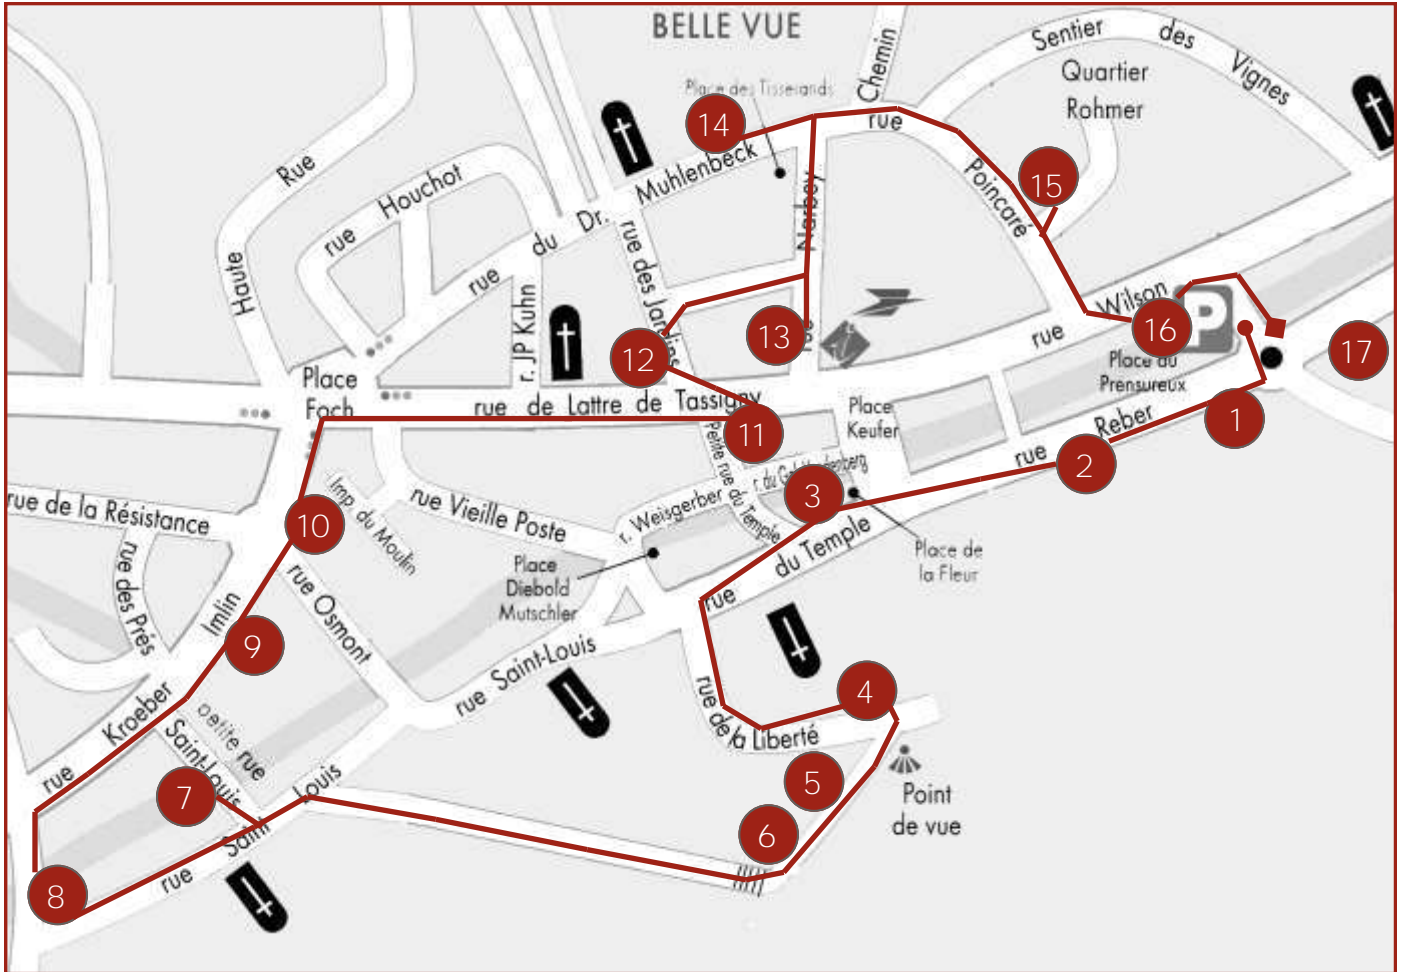 BELLE VUE
Chemin
Sentier
des
Vignes
Quartier
Rohmer
Place des Tisserands
14
rue
Muhlenbeck
Dr.
du
rue
Rue
Haute
rue
Houchot
rue des Jardins
Poincaré
15
Wilson
rue
16
P
Place du
Prensureux
17
1
Reber
rue
2
r. JP Kuhn
12
13
rue
Place
Foch
rue de Lattre de Tassigny
11
Place
Keufer
Petite rue du Temple
3
r. Weisgerber
rue Vieille Poste
Imp. du Moulin
10
rue de la Résistance
rue des Prés
Imlin
9
rue Osmont
Place
Diebold
Mutschler
du Temple
rue
Place de
la Fleur
rue Saint-Louis
4
rue de la Liberté
5
Point
de vue
6
Kroeber
rue
petite rue
Saint-Louis
7
Louis
Saint
rue
8